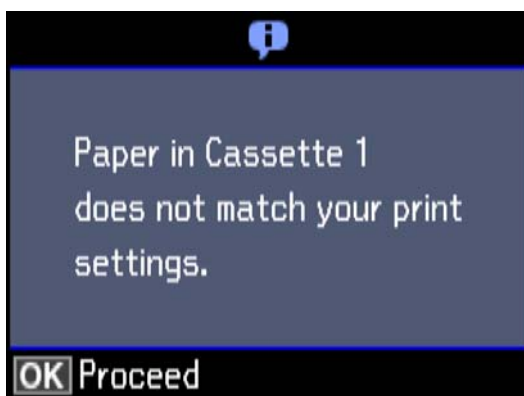 Paper in Cassette 1
does not match your print
settings.
OK Proceed